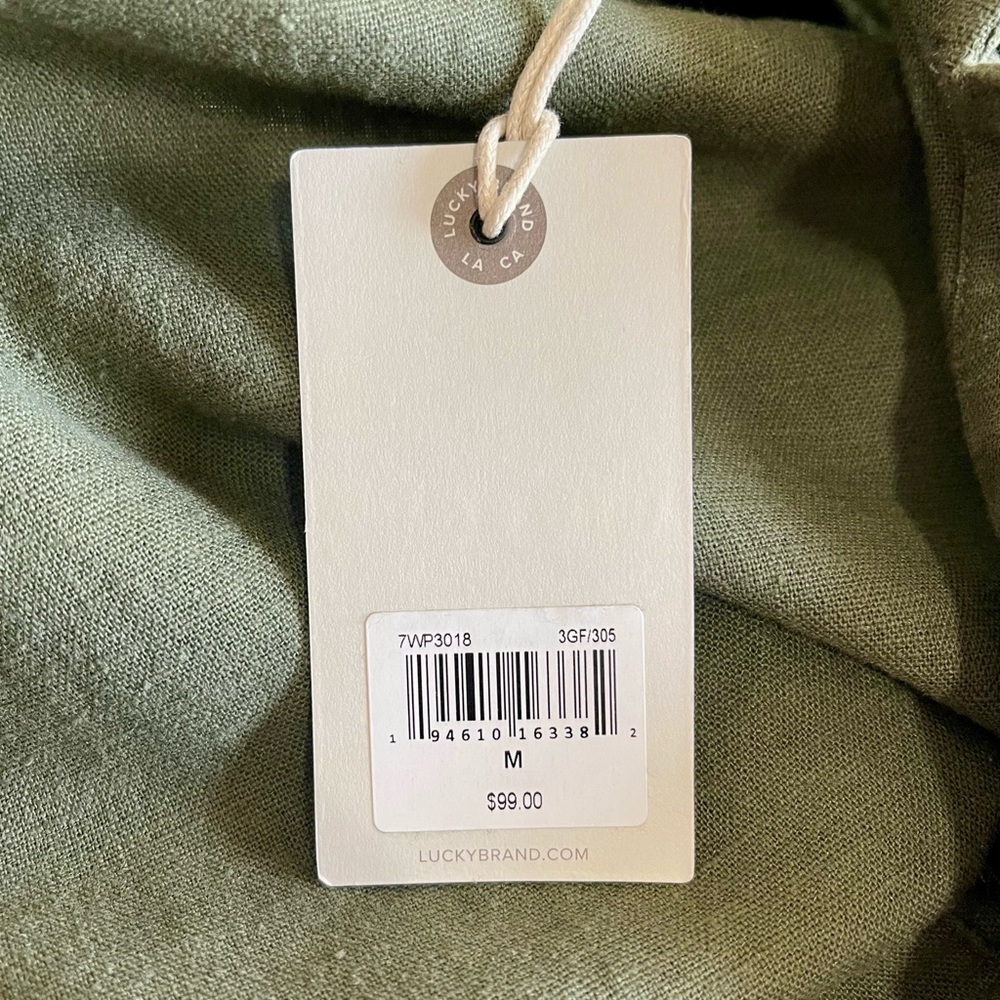 LUCKY BRAND
LA CA
7WP3018 3GF/305
1 94610 16338 2
M
$99.00
LUCKYBRAND.COM